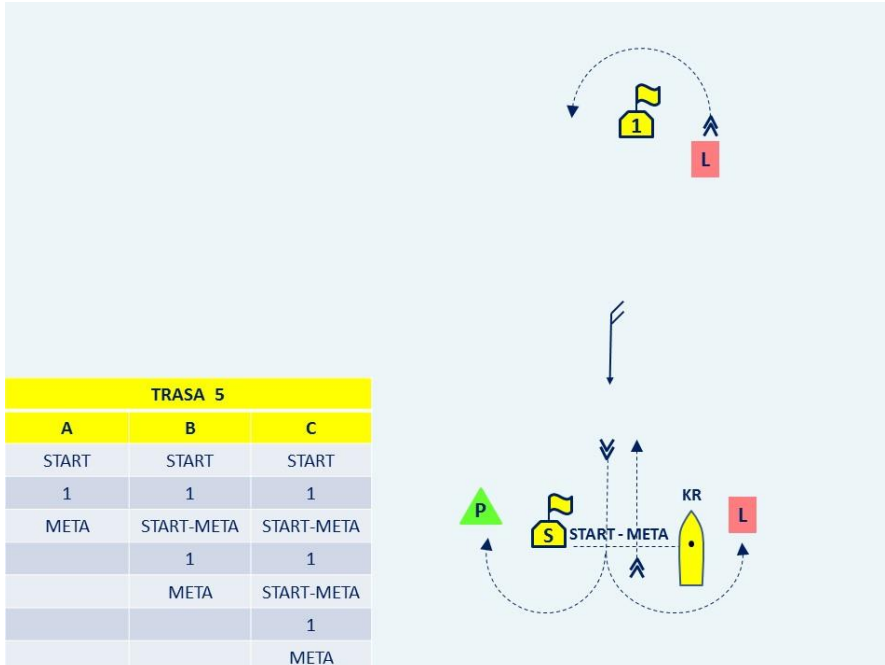 1
L
TRASA 5
A B C
START START START
1 1 1
META START-META START-META
1 1
META START-META
1
META
P
S
START - META
KR
L